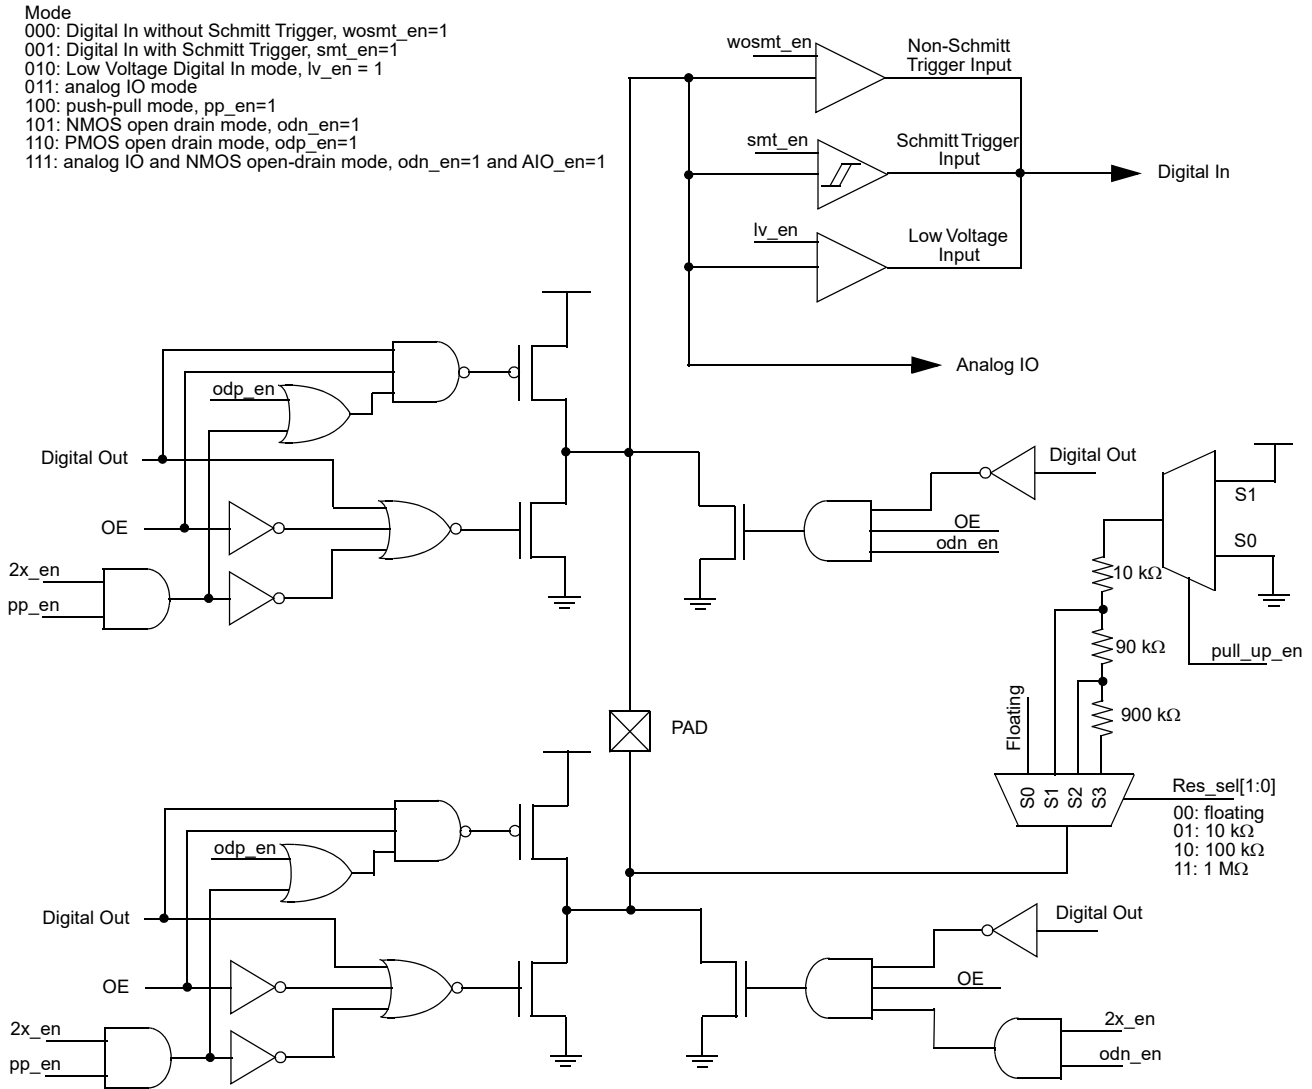 Mode
000: Digital In without Schmitt Trigger, wosmt_en=1
001: Digital In with Schmitt Trigger, smt_en=1
010: Low Voltage Digital In mode, lv_en = 1
011: analog IO mode
100: push-pull mode, pp_en=1
101: NMOS open drain mode, odn_en=1
110: PMOS open drain mode, odp_en=1
111: analog IO and NMOS open-drain mode, odn_en=1 and AIO_en=1
wosmt_en
Non-Schmitt
Trigger Input
smt_en
Schmitt Trigger
Input
Digital In
lv_en
Low Voltage
Input
Analog IO
odp_en
Digital Out
OE
2x_en
pp_en
Digital Out
OE
odn_en
S1
S0
10 kΩ
90 kΩ
pull_up_en
900 kΩ
Floating
PAD
S0
S1
S2
S3
Res_sel[1:0]
00: floating
01: 10 kΩ
10: 100 kΩ
11: 1 MΩ
odp_en
Digital Out
OE
2x_en
pp_en
Digital Out
OE
2x_en
odn_en